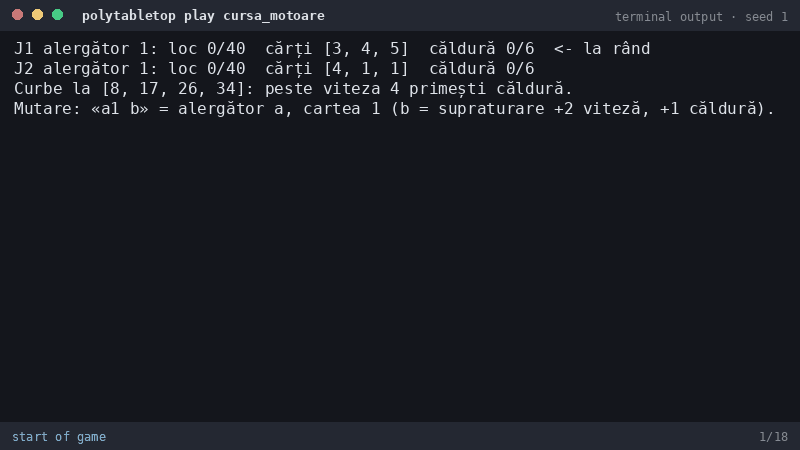 polytabletop play cursa_motoare
terminal output · seed 1
J1 alergător 1: loc 0/40  cărți [3, 4, 5]  căldură 0/6  <- la rând
J2 alergător 1: loc 0/40  cărți [4, 1, 1]  căldură 0/6
Curbe la [8, 17, 26, 34]: peste viteza 4 primești căldură.
Mutare: «a1 b» = alergător a, cartea 1 (b = supraturare +2 viteză, +1 căldură).
start of game
1/18